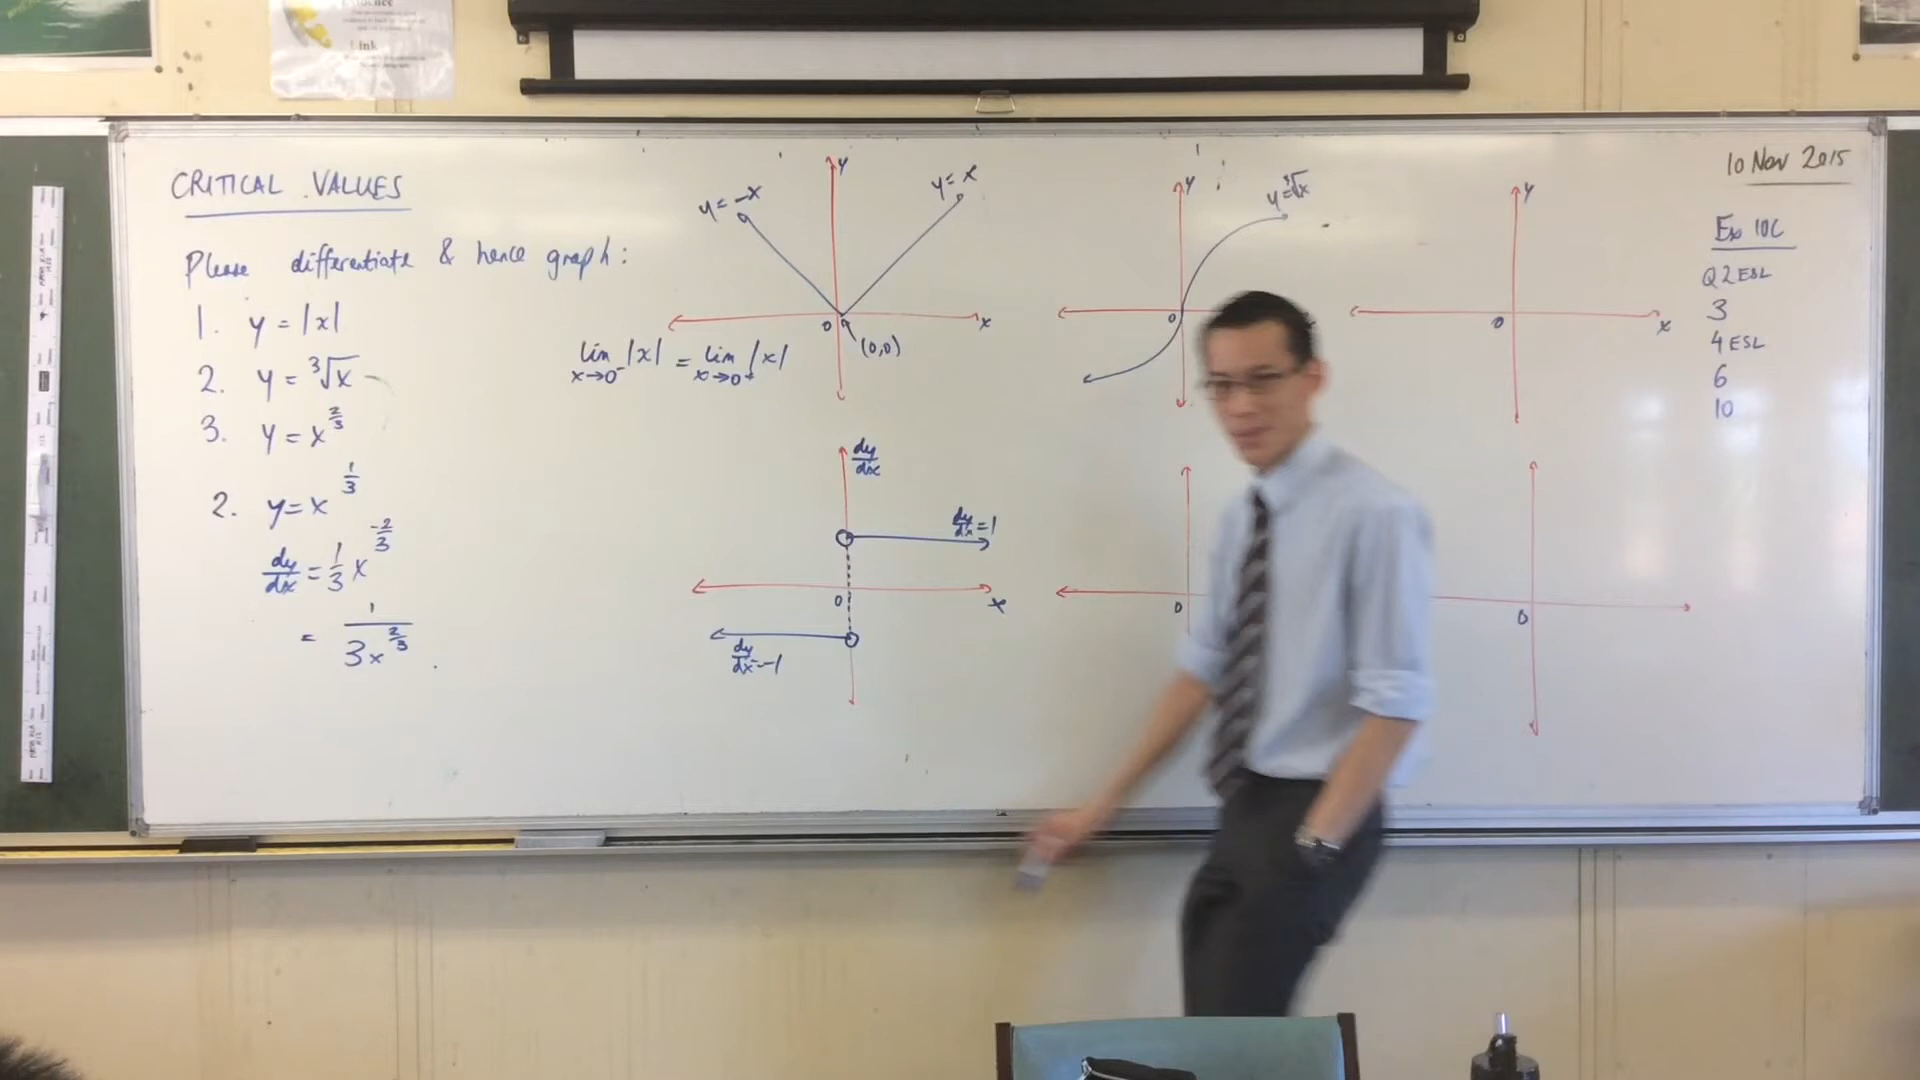 Link
CRITICAL VALUES
Please differentiate & hence graph:
1. y = |x|
2. y = ∛x
3. y = x^(2/3)
2. y = x^(1/3)
dy/dx = 1/3 x^(-2/3)
= 1/(3x^(2/3))
y
y = -x
y = x
0
x
(0,0)
lim x→0⁻ |x| = lim x→0⁺ |x|
dy/dx
dy/dx = 1
0
x
dy/dx = -1
y
y = ∛x
0
0
y
0
x
0
10 Nov 2015
Ex 10C
Q2 ESL
3
4 ESL
6
10